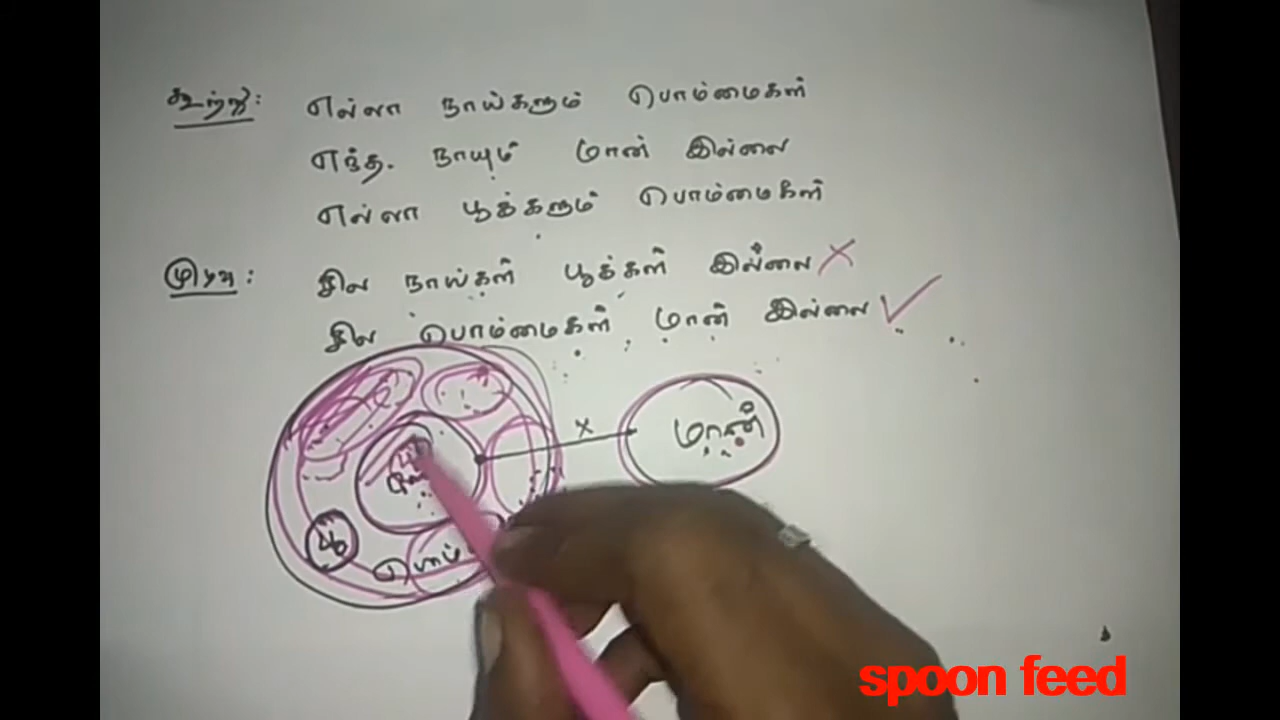 கூற்று: எல்லா நாய்களும் பொம்மைகள்
எந்த நாயும் மான் இல்லை
எல்லா பூக்களும் பொம்மைகள்
முடிவு: சில நாய்கள் பூக்கள் இல்லை ×
சில பொம்மைகள் மான் இல்லை ✓
× மான்
பூ
பொம்
spoon feed